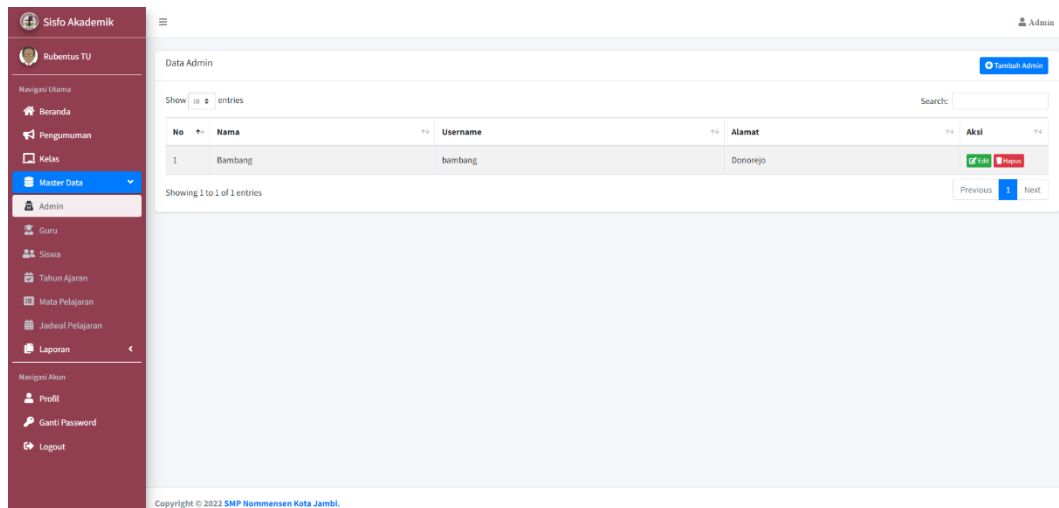 Sisfo Akademik
Admin
Rubentus TU
Navigasi Utama
Beranda
Pengumuman
Kelas
Master Data
Admin
Guru
Siswa
Tahun Ajaran
Mata Pelajaran
Jadwal Pelajaran
Laporan
Navigasi Akun
Profil
Ganti Password
Logout
Data Admin
Tambah Admin
Show 10 entries
Search:
No Nama Username Alamat Aksi
1 Bambang bambang Donorejo Edit Hapus
Showing 1 to 1 of 1 entries
Previous 1 Next
Copyright © 2022 SMP Nommensen Kota Jambi.